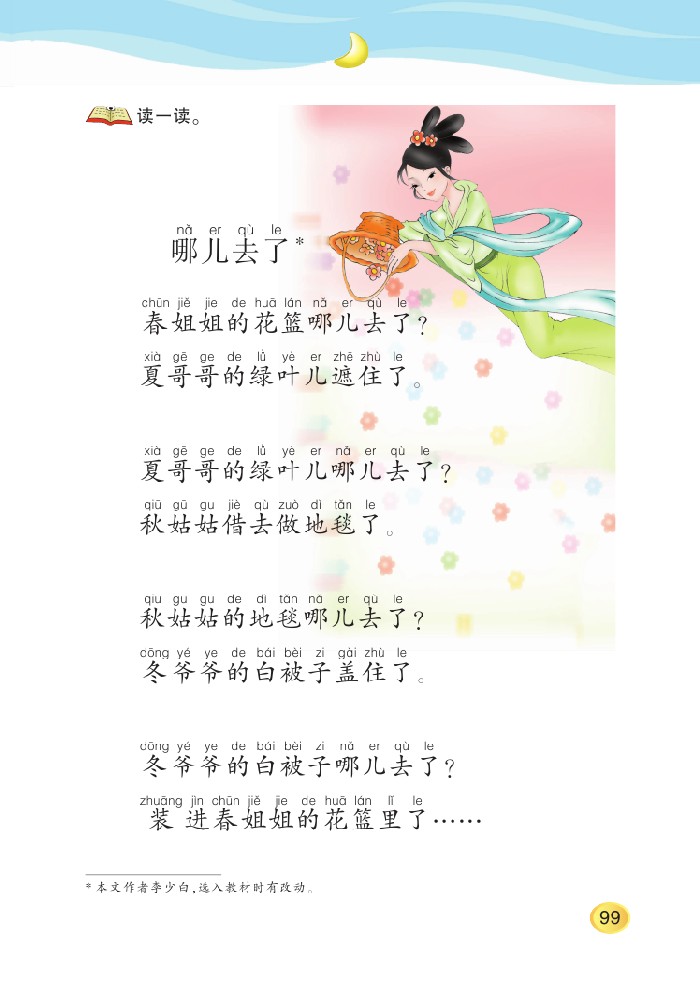 读一读。
nǎ er qù le
哪儿去了*
chūn jiě jie de huā lán nǎ er qù le
春姐姐的花篮哪儿去了？
xià gē ge de lǜ yè er zhē zhù le
夏哥哥的绿叶儿遮住了。
xià gē ge de lǜ yè er nǎ er qù le
夏哥哥的绿叶儿哪儿去了？
qiū gū gu jiè qù zuò dì tǎn le
秋姑姑借去做地毯了。
qiū gū gu de dì tǎn nǎ er qù le
秋姑姑的地毯哪儿去了？
dōng yé ye de bái bèi zi gài zhù le
冬爷爷的白被子盖住了。
dōng yé ye de bái bèi zi nǎ er qù le
冬爷爷的白被子哪儿去了？
zhuāng jìn chūn jiě jie de huā lán lǐ le
装进春姐姐的花篮里了……
* 本文作者李少白，选入教材时有改动。
99